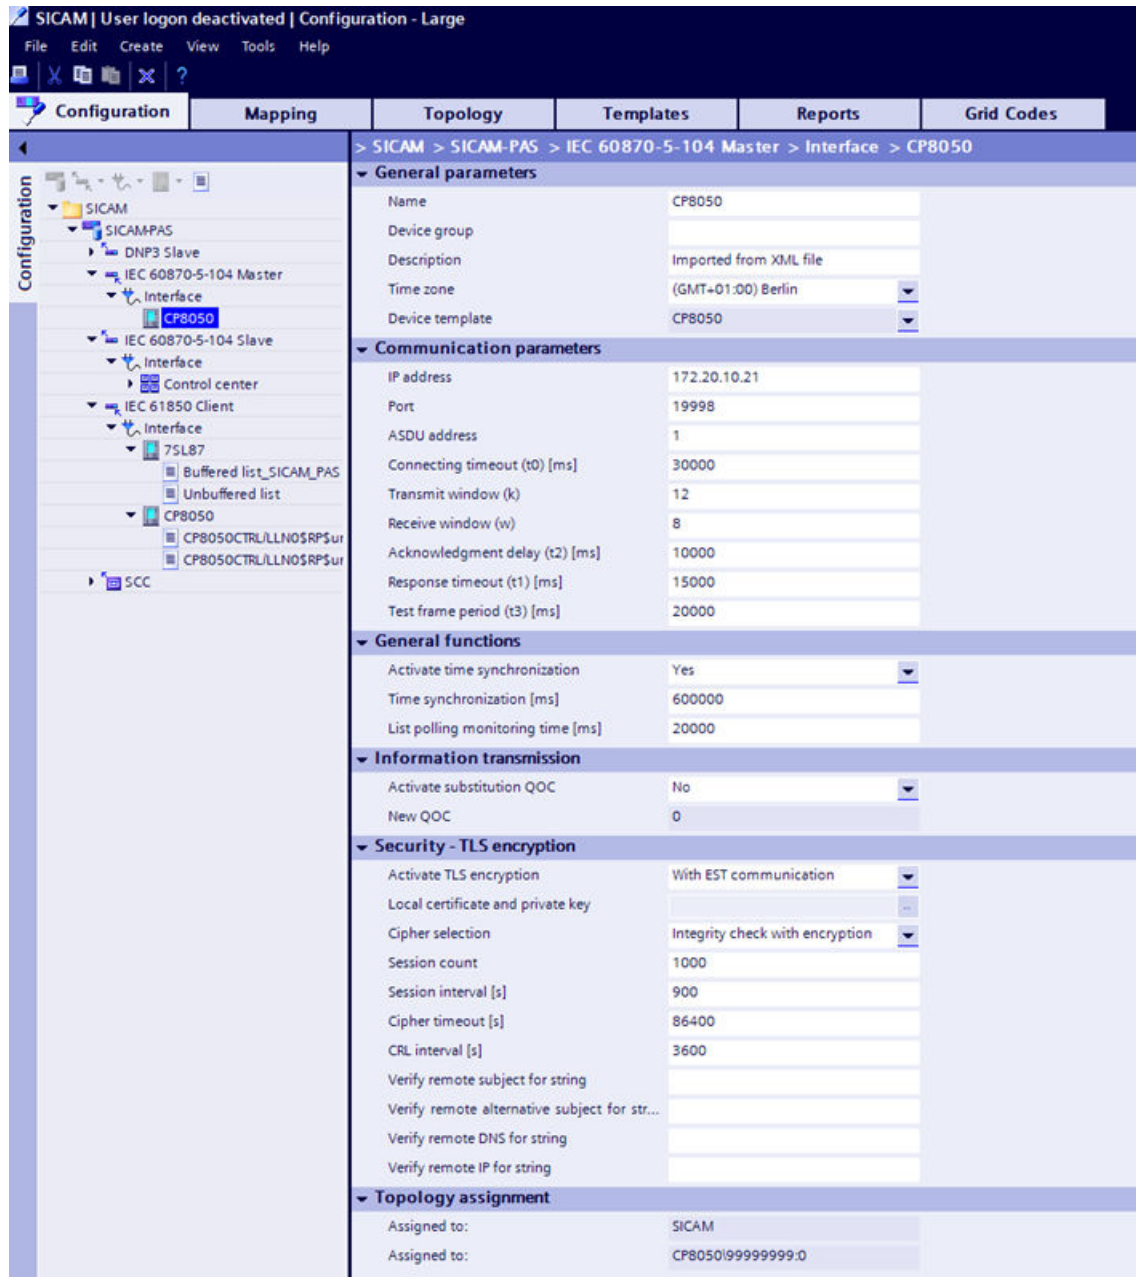 SICAM | User logon deactivated | Configuration - Large
File Edit Create View Tools Help
?
Configuration Mapping Topology Templates Reports Grid Codes
> SICAM > SICAM-PAS > IEC 60870-5-104 Master > Interface > CP8050
Configuration
SICAM
SICAM-PAS
DNP3 Slave
IEC 60870-5-104 Master
Interface
CP8050
IEC 60870-5-104 Slave
Interface
Control center
IEC 61850 Client
Interface
7SL87
Buffered list_SICAM_PAS
Unbuffered list
CP8050
CP8050CTRL/LLN0$RP$ur
CP8050CTRL/LLN0$RP$ur
SCC
General parameters
Name CP8050
Device group
Description Imported from XML file
Time zone (GMT+01:00) Berlin
Device template CP8050
Communication parameters
IP address 172.20.10.21
Port 19998
ASDU address 1
Connecting timeout (t0) [ms] 30000
Transmit window (k) 12
Receive window (w) 8
Acknowledgment delay (t2) [ms] 10000
Response timeout (t1) [ms] 15000
Test frame period (t3) [ms] 20000
General functions
Activate time synchronization Yes
Time synchronization [ms] 600000
List polling monitoring time [ms] 20000
Information transmission
Activate substitution QOC No
New QOC 0
Security - TLS encryption
Activate TLS encryption With EST communication
Local certificate and private key ...
Cipher selection Integrity check with encryption
Session count 1000
Session interval [s] 900
Cipher timeout [s] 86400
CRL interval [s] 3600
Verify remote subject for string
Verify remote alternative subject for str...
Verify remote DNS for string
Verify remote IP for string
Topology assignment
Assigned to: SICAM
Assigned to: CP8050\99999999:0